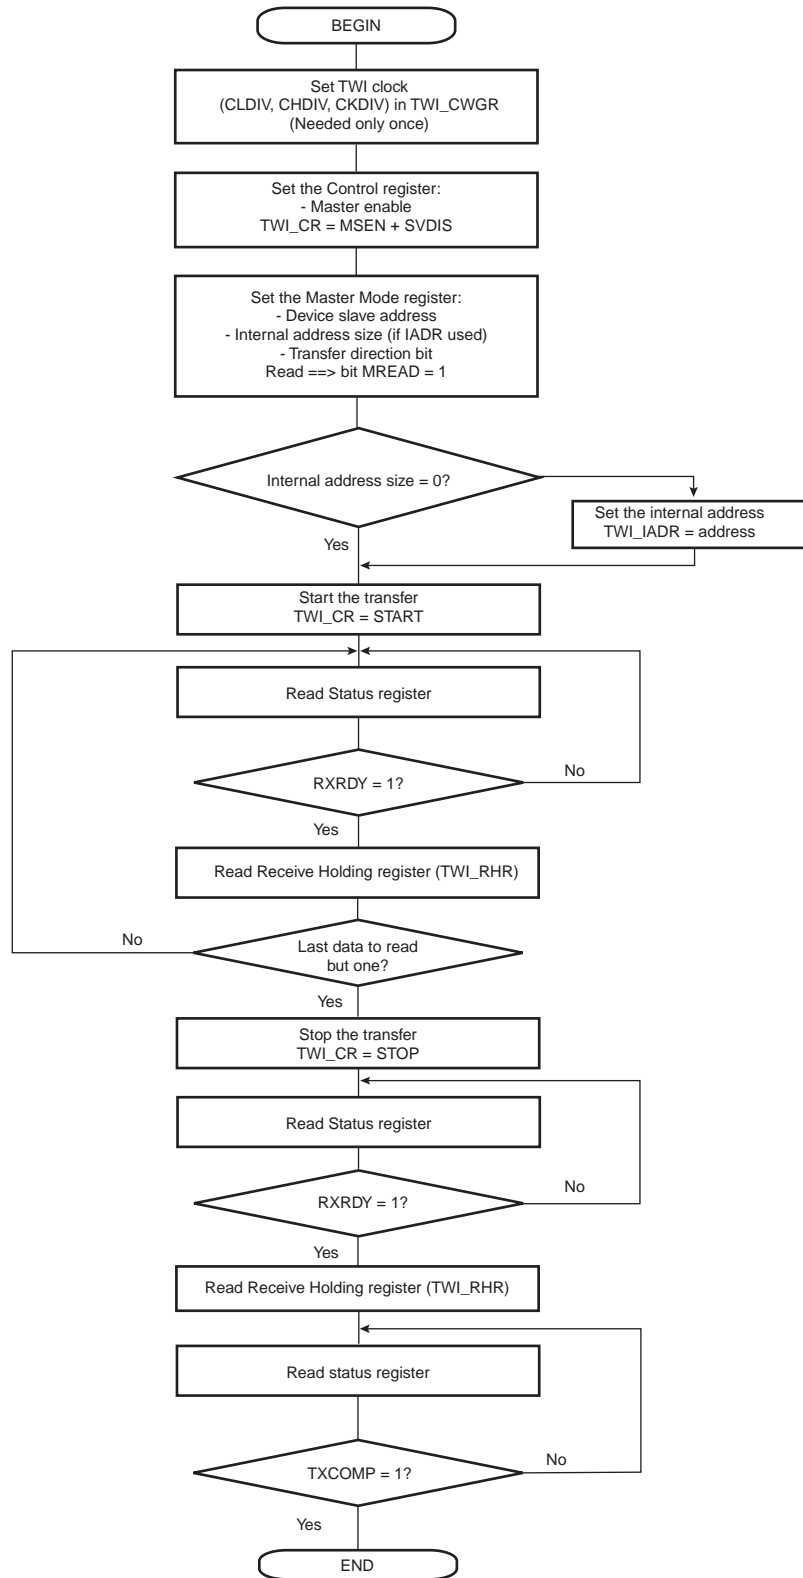 BEGIN
Set TWI clock
(CLDIV, CHDIV, CKDIV) in TWI_CWGR
(Needed only once)
Set the Control register:
- Master enable
TWI_CR = MSEN + SVDIS
Set the Master Mode register:
- Device slave address
- Internal address size (if IADR used)
- Transfer direction bit
Read ==> bit MREAD = 1
Internal address size = 0?
Set the internal address
TWI_IADR = address
Yes
Start the transfer
TWI_CR = START
Read Status register
RXRDY = 1?
No
Yes
Read Receive Holding register (TWI_RHR)
No
Last data to read
but one?
Yes
Stop the transfer
TWI_CR = STOP
Read Status register
RXRDY = 1?
No
Yes
Read Receive Holding register (TWI_RHR)
Read status register
TXCOMP = 1?
No
Yes
END